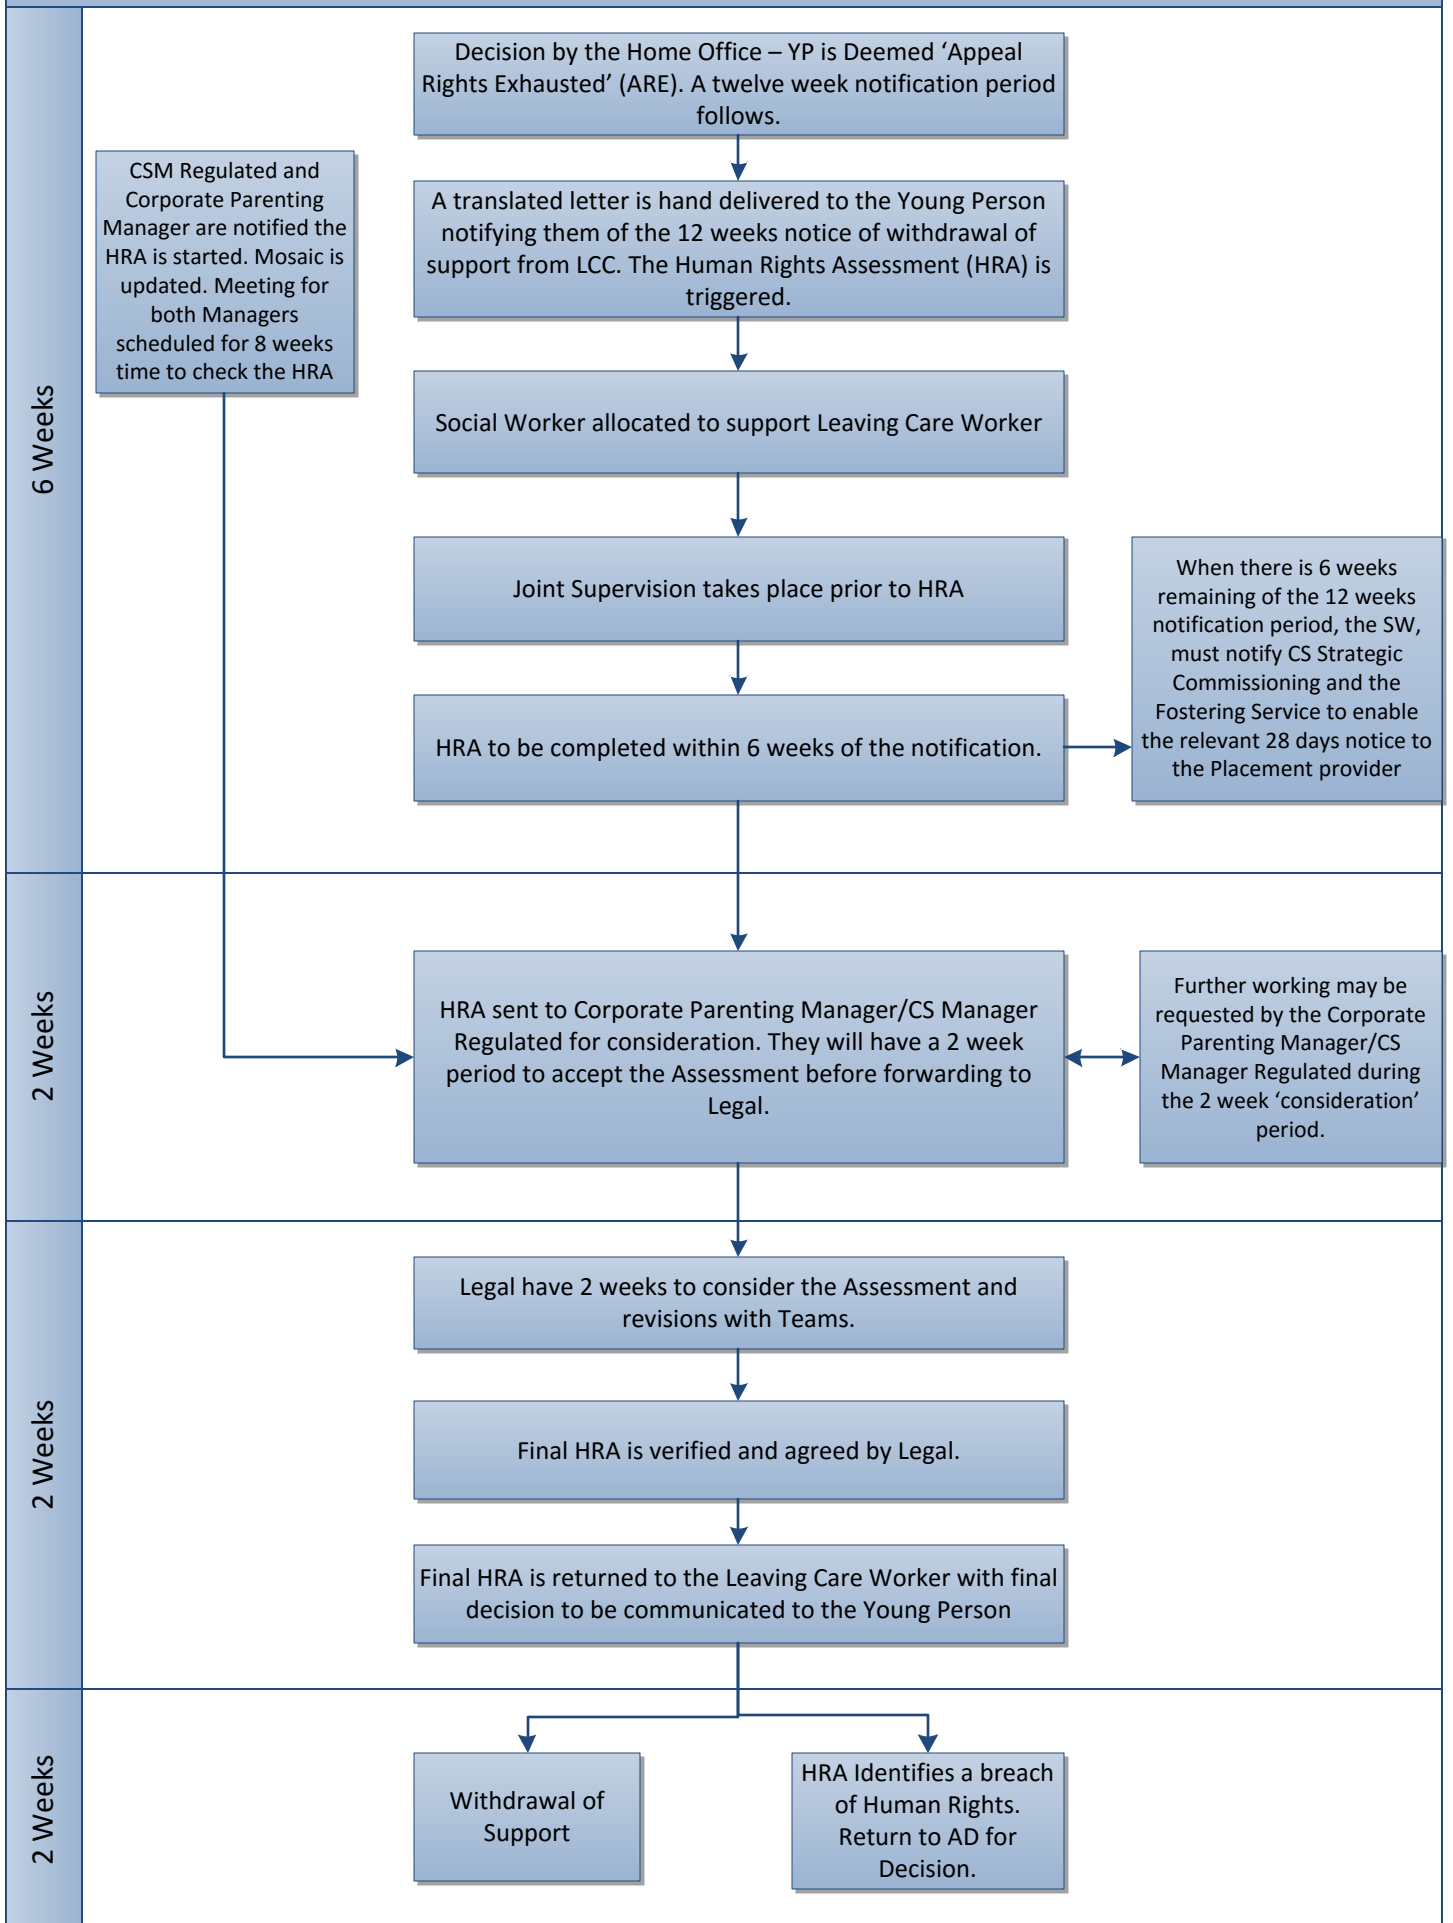 6 Weeks
Decision by the Home Office – YP is Deemed ‘Appeal
Rights Exhausted’ (ARE). A twelve week notification period
follows.
CSM Regulated and
Corporate Parenting
Manager are notified the
HRA is started. Mosaic is
updated. Meeting for
both Managers
scheduled for 8 weeks
time to check the HRA
A translated letter is hand delivered to the Young Person
notifying them of the 12 weeks notice of withdrawal of
support from LCC. The Human Rights Assessment (HRA) is
triggered.
Social Worker allocated to support Leaving Care Worker
Joint Supervision takes place prior to HRA
HRA to be completed within 6 weeks of the notification.
When there is 6 weeks
remaining of the 12 weeks
notification period, the SW,
must notify CS Strategic
Commissioning and the
Fostering Service to enable
the relevant 28 days notice to
the Placement provider
2 Weeks
HRA sent to Corporate Parenting Manager/CS Manager
Regulated for consideration. They will have a 2 week
period to accept the Assessment before forwarding to
Legal.
Further working may be
requested by the Corporate
Parenting Manager/CS
Manager Regulated during
the 2 week ‘consideration’
period.
2 Weeks
Legal have 2 weeks to consider the Assessment and
revisions with Teams.
Final HRA is verified and agreed by Legal.
Final HRA is returned to the Leaving Care Worker with final
decision to be communicated to the Young Person
2 Weeks
Withdrawal of
Support
HRA Identifies a breach
of Human Rights.
Return to AD for
Decision.